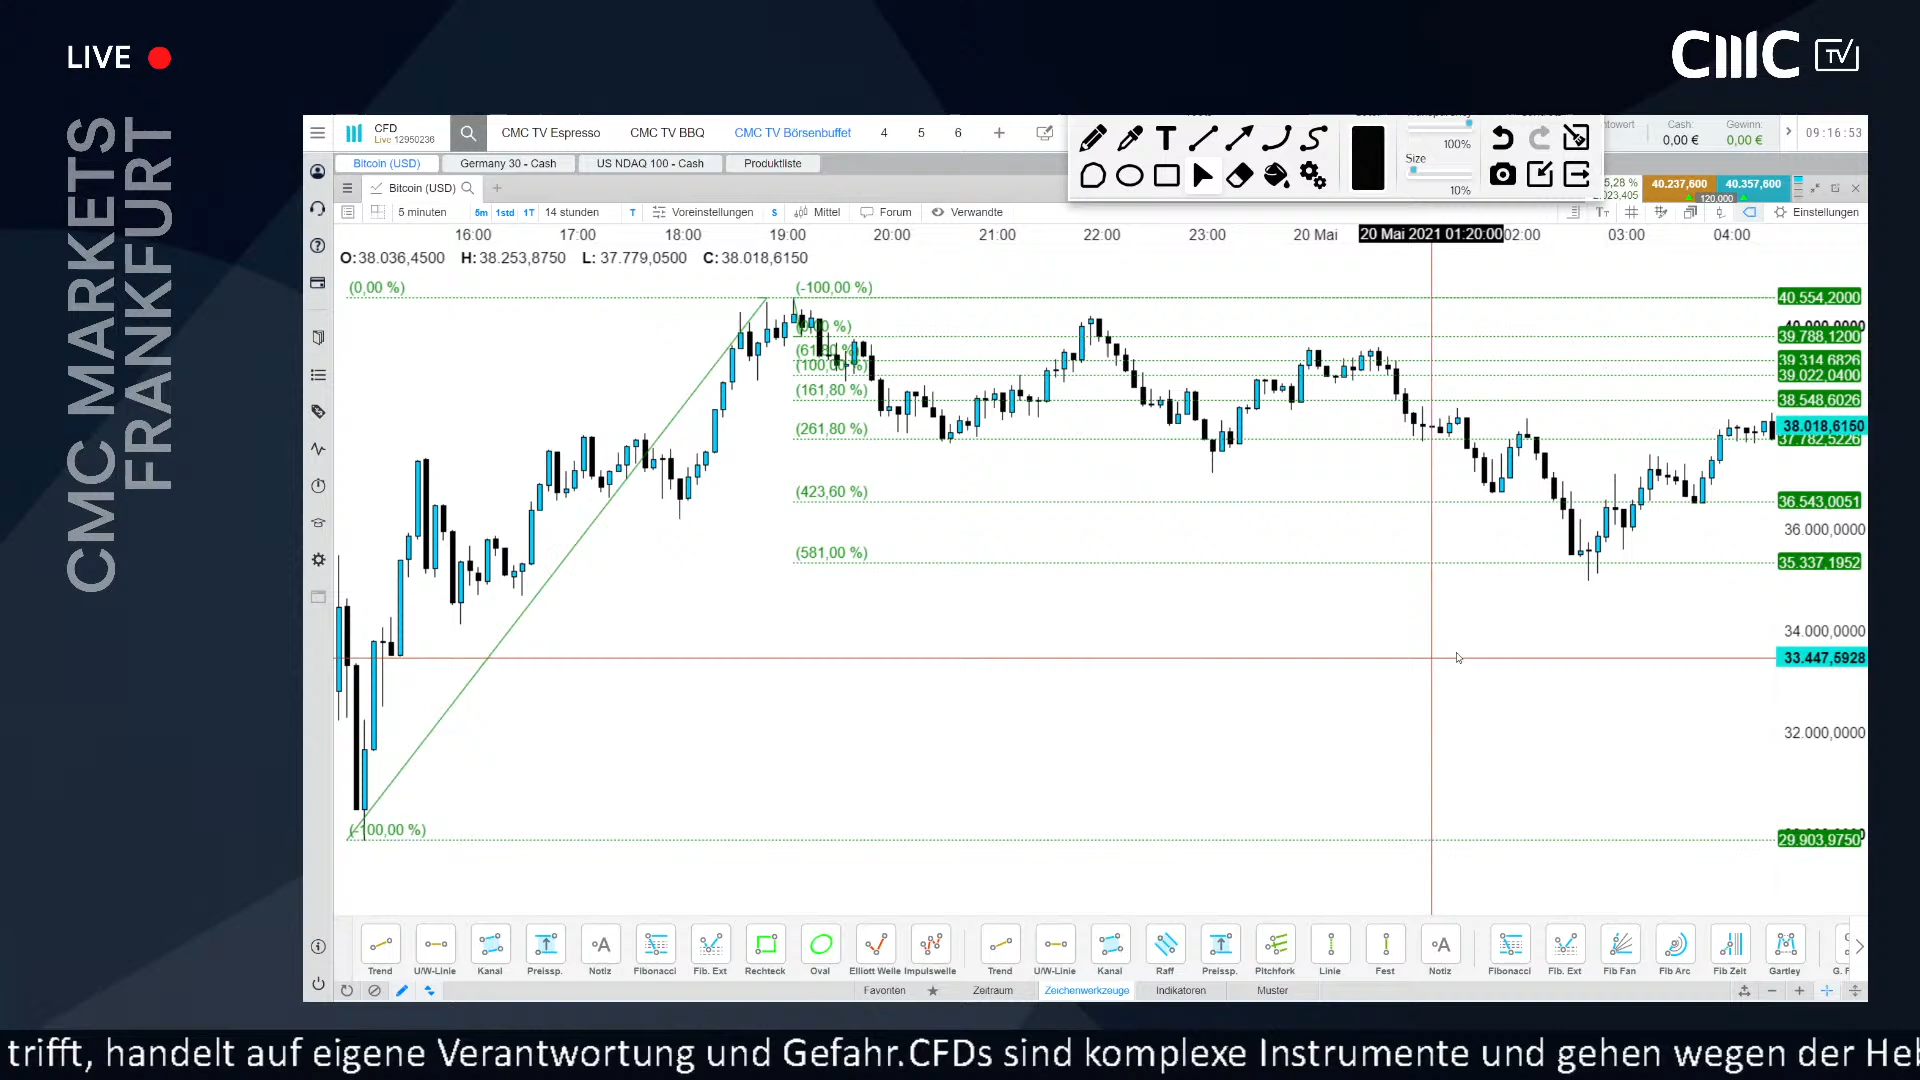 LIVE
CMC TV
CMC MARKETS
FRANKFURT
CFD
Live 12950236
CMC TV Espresso
CMC TV BBQ
CMC TV Börsenbuffet
4
5
6
+
100%
Size
10%
Cash:
0,00 €
Gewinn:
0,00 €
09:16:53
Bitcoin (USD)
Germany 30 - Cash
US NDAQ 100 - Cash
Produktliste
Bitcoin (USD)
40.237,600
40.357,600
120,000
5 minuten
5m
1std
1T
14 stunden
T
Voreinstellungen
S
Mittel
Forum
Verwandte
Einstellungen
16:00
17:00
18:00
19:00
20:00
21:00
22:00
23:00
20 Mai
20 Mai 2021 01:20:00
02:00
03:00
04:00
O:38.036,4500 H:38.253,8750 L: 37.779,0500 C: 38.018,6150
(0,00 %)
(-100,00 %)
40.554,2000
39.788,1200
39.314,6826
39.022,0400
(161,80 %)
38.548,6026
38.018,6150
(261,80 %)
37.782,5226
(423,60 %)
36.543,0051
36.000,0000
(581,00 %)
35.337,1952
34.000,0000
33.447,5928
32.000,0000
(-100,00 %)
29.903,9750
Trend
U/W-Linie
Kanal
Preissp.
Notiz
Fibonacci
Fib. Ext
Rechteck
Oval
Elliott Welle
Impulswelle
Trend
U/W-Linie
Kanal
Raff
Preissp.
Pitchfork
Linie
Fest
Notiz
Fibonacci
Fib. Ext
Fib Fan
Fib Arc
Fib Zeit
Gartley
Favoriten
Zeitraum
Zeichenwerkzeuge
Indikatoren
Muster
trifft, handelt auf eigene Verantwortung und Gefahr.CFDs sind komplexe Instrumente und gehen wegen der Heb